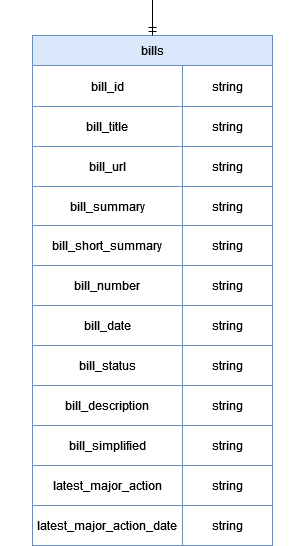 bills
bill_id string
bill_title string
bill_url string
bill_summary string
bill_short_summary string
bill_number string
bill_date string
bill_status string
bill_description string
bill_simplified string
latest_major_action string
latest_major_action_date string